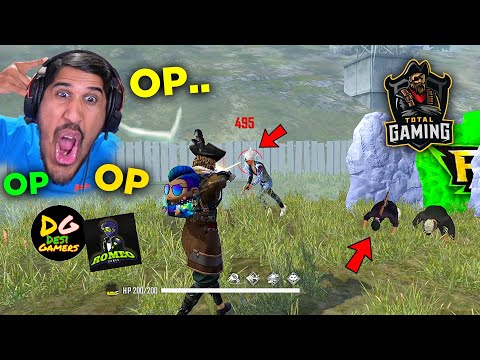 OP..
495
TOTAL
GAMING
OP
OP
DG
DESI
GAMERS
ROMEO
HP 200/200